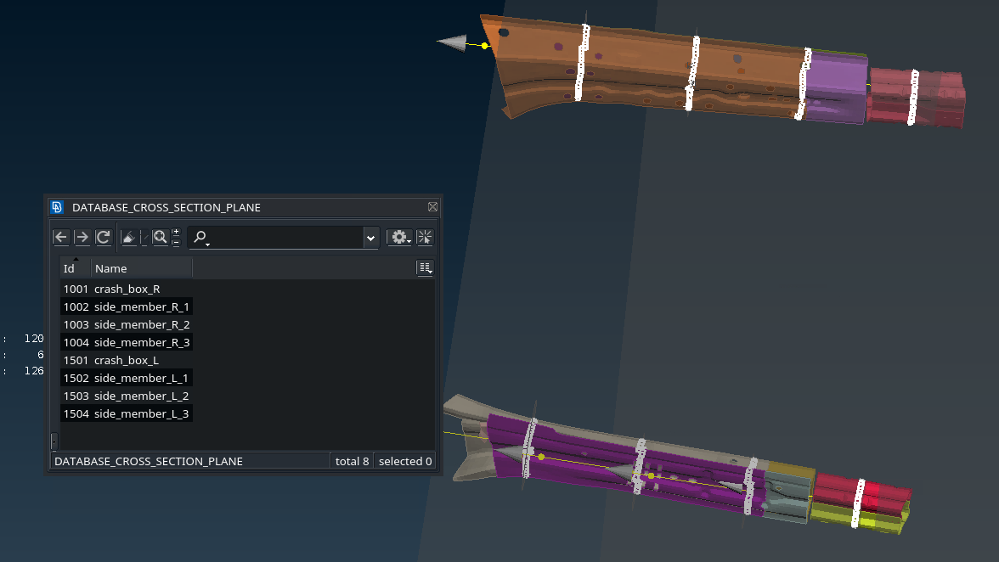 DATABASE_CROSS_SECTION_PLANE
Id Name
1001 crash_box_R
1002 side_member_R_1
1003 side_member_R_2
1004 side_member_R_3
: 120
: 6
1501 crash_box_L
: 126
1502 side_member_L_1
1503 side_member_L_2
1504 side_member_L_3
DATABASE_CROSS_SECTION_PLANE total 8 selected 0